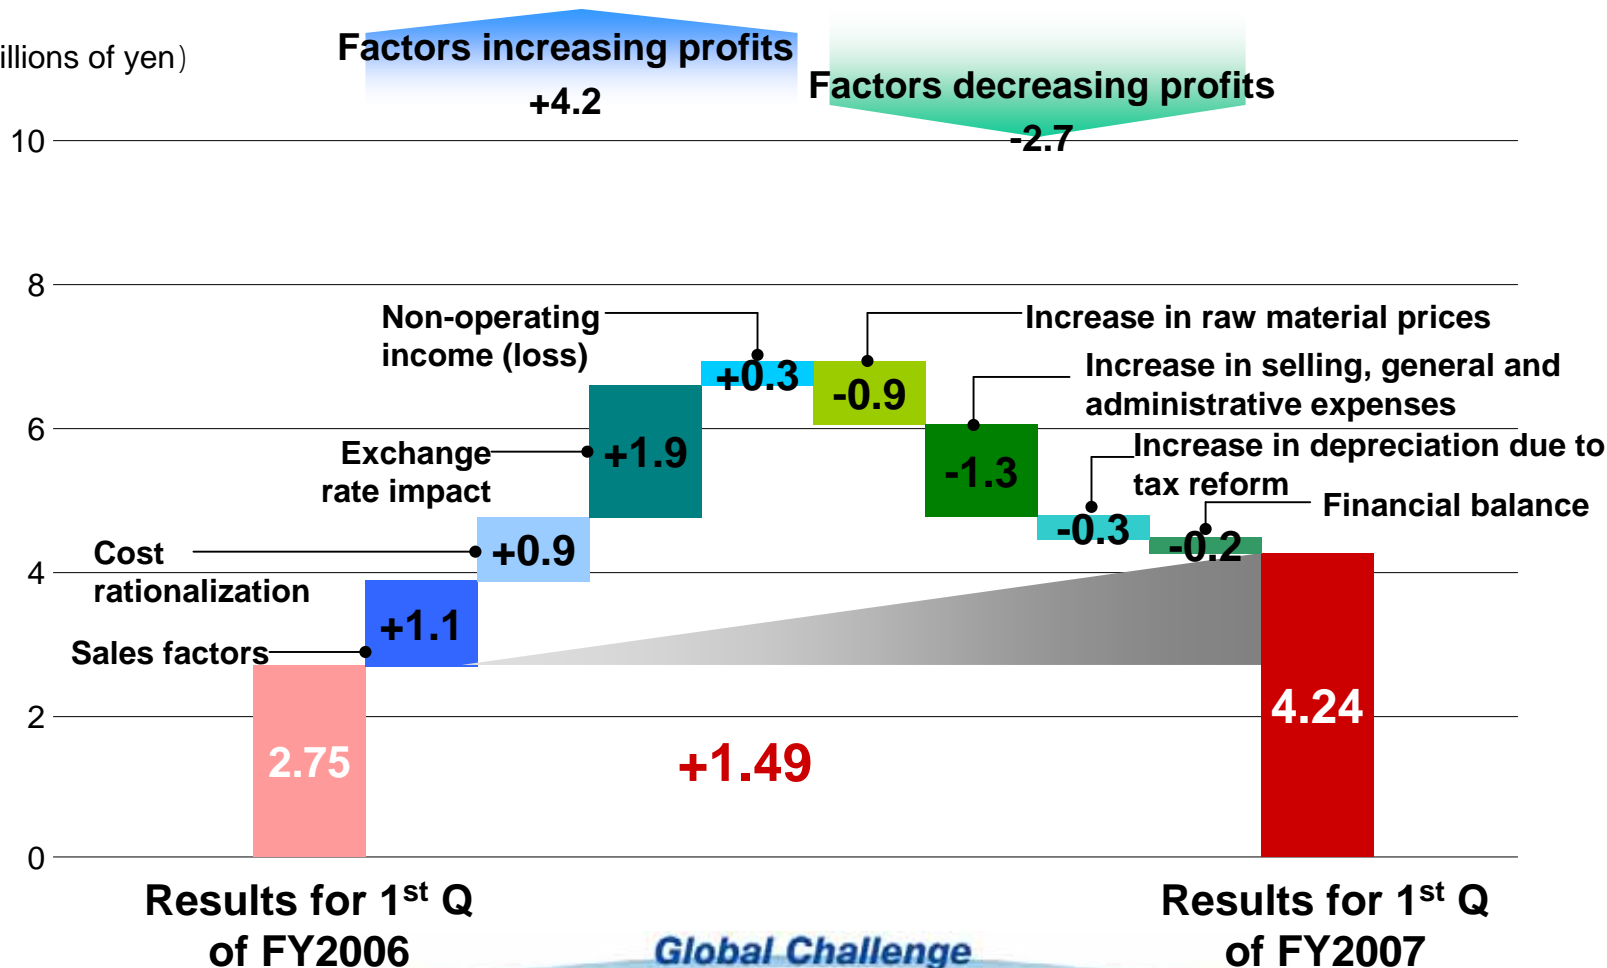 Factors increasing profits
illions of yen)
+4.2
Factors decreasing profits
-2.7
10
8
Non-operating
income (loss)
Increase in raw material prices
+0.3
-0.9
Increase in selling, general and
administrative expenses
6
Exchange
rate impact
+1.9
-1.3
Increase in depreciation due to
tax reform
Financial balance
-0.3
-0.2
Cost
rationalization
+0.9
4
+1.1
Sales factors
4.24
2
2.75
+1.49
0
Results for 1st Q
of FY2006
Results for 1st Q
of FY2007
Global Challenge